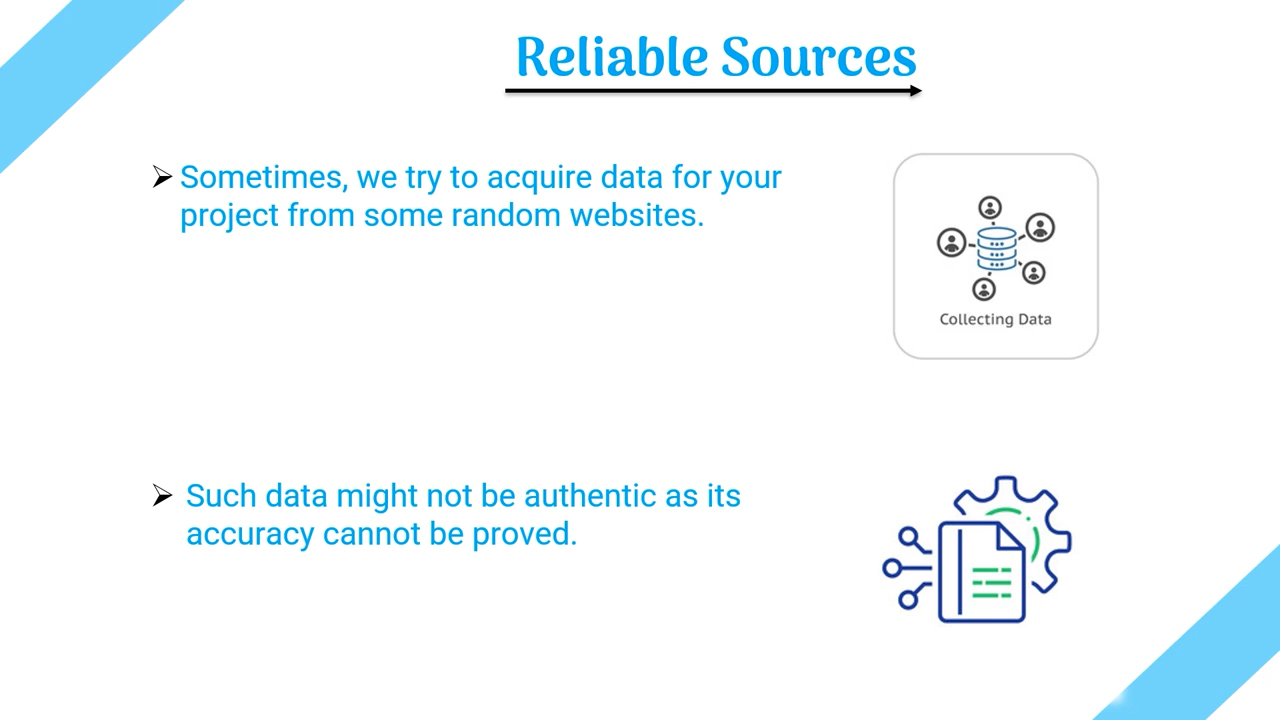 Reliable Sources
Sometimes, we try to acquire data for your
project from some random websites.
Collecting Data
Such data might not be authentic as its
accuracy cannot be proved.